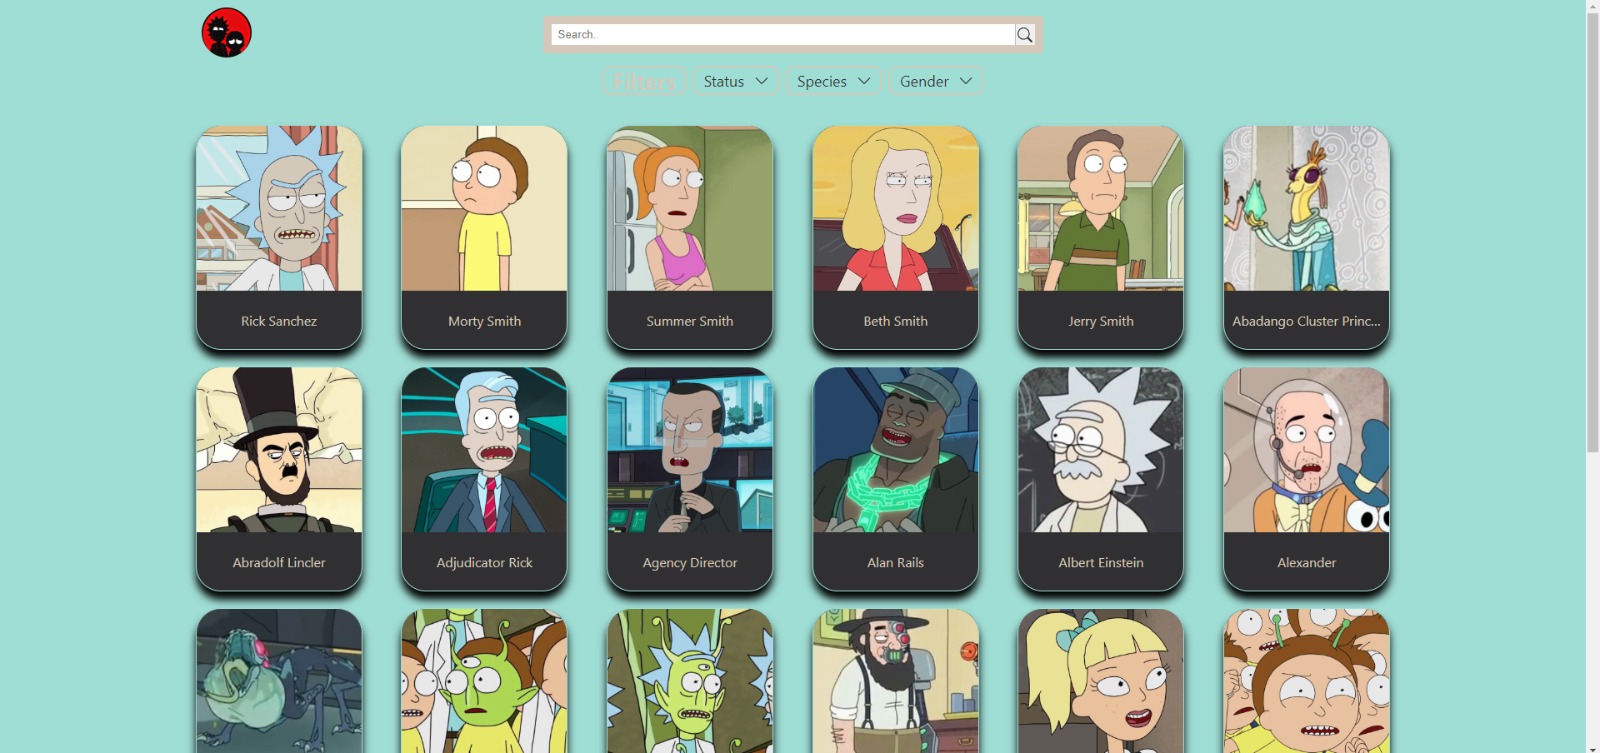 Search..
Filters
Status
Species
Gender
Rick Sanchez
Morty Smith
Summer Smith
Beth Smith
Jerry Smith
Abadango Cluster Princ...
Abradolf Lincler
Adjudicator Rick
Agency Director
Alan Rails
Albert Einstein
Alexander